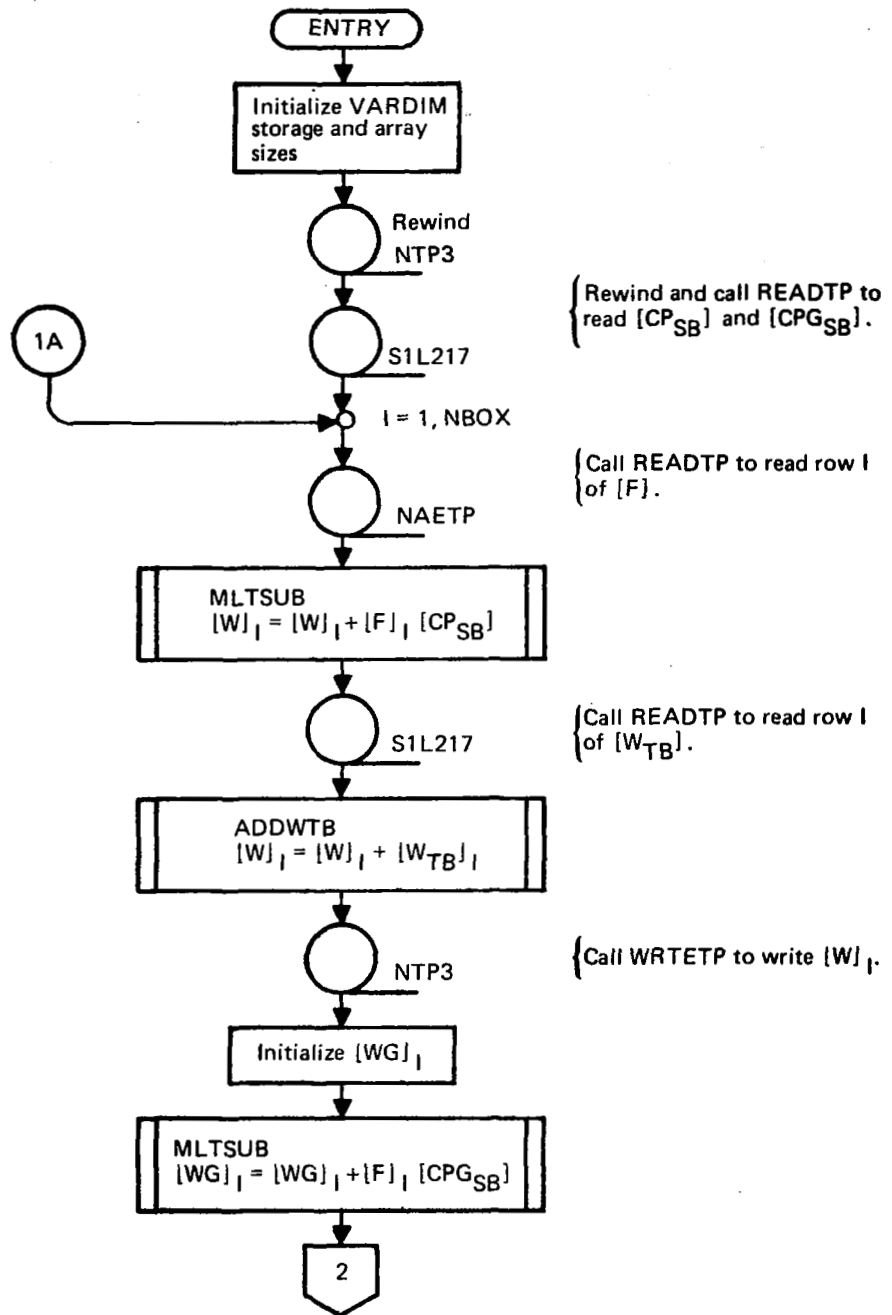 ENTRY
Initialize VARDIM
storage and array
sizes
Rewind
NTP3
{Rewind and call READTP to
read [CP_SB] and [CPG_SB].
1A
S1L217
I = 1, NBOX
{Call READTP to read row I
of [F].
NAETP
MLTSUB
⌊W⌋_I = ⌊W⌋_I + ⌊F⌋_I [CP_SB]
{Call READTP to read row I
of [W_TB].
S1L217
ADDWTB
⌊W⌋_I = ⌊W⌋_I + ⌊W_TB⌋_I
{Call WRTETP to write ⌊W⌋_I.
NTP3
Initialize ⌊WG⌋_I
MLTSUB
⌊WG⌋_I = ⌊WG⌋_I + ⌊F⌋_I [CPG_SB]
2